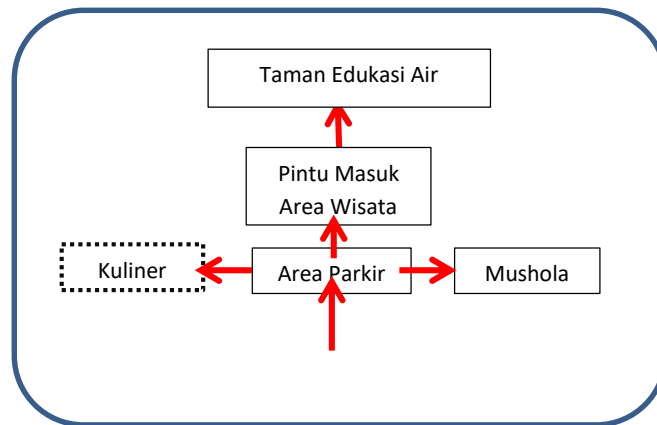 Taman Edukasi Air
Pintu Masuk
Area Wisata
Kuliner
Area Parkir
Mushola